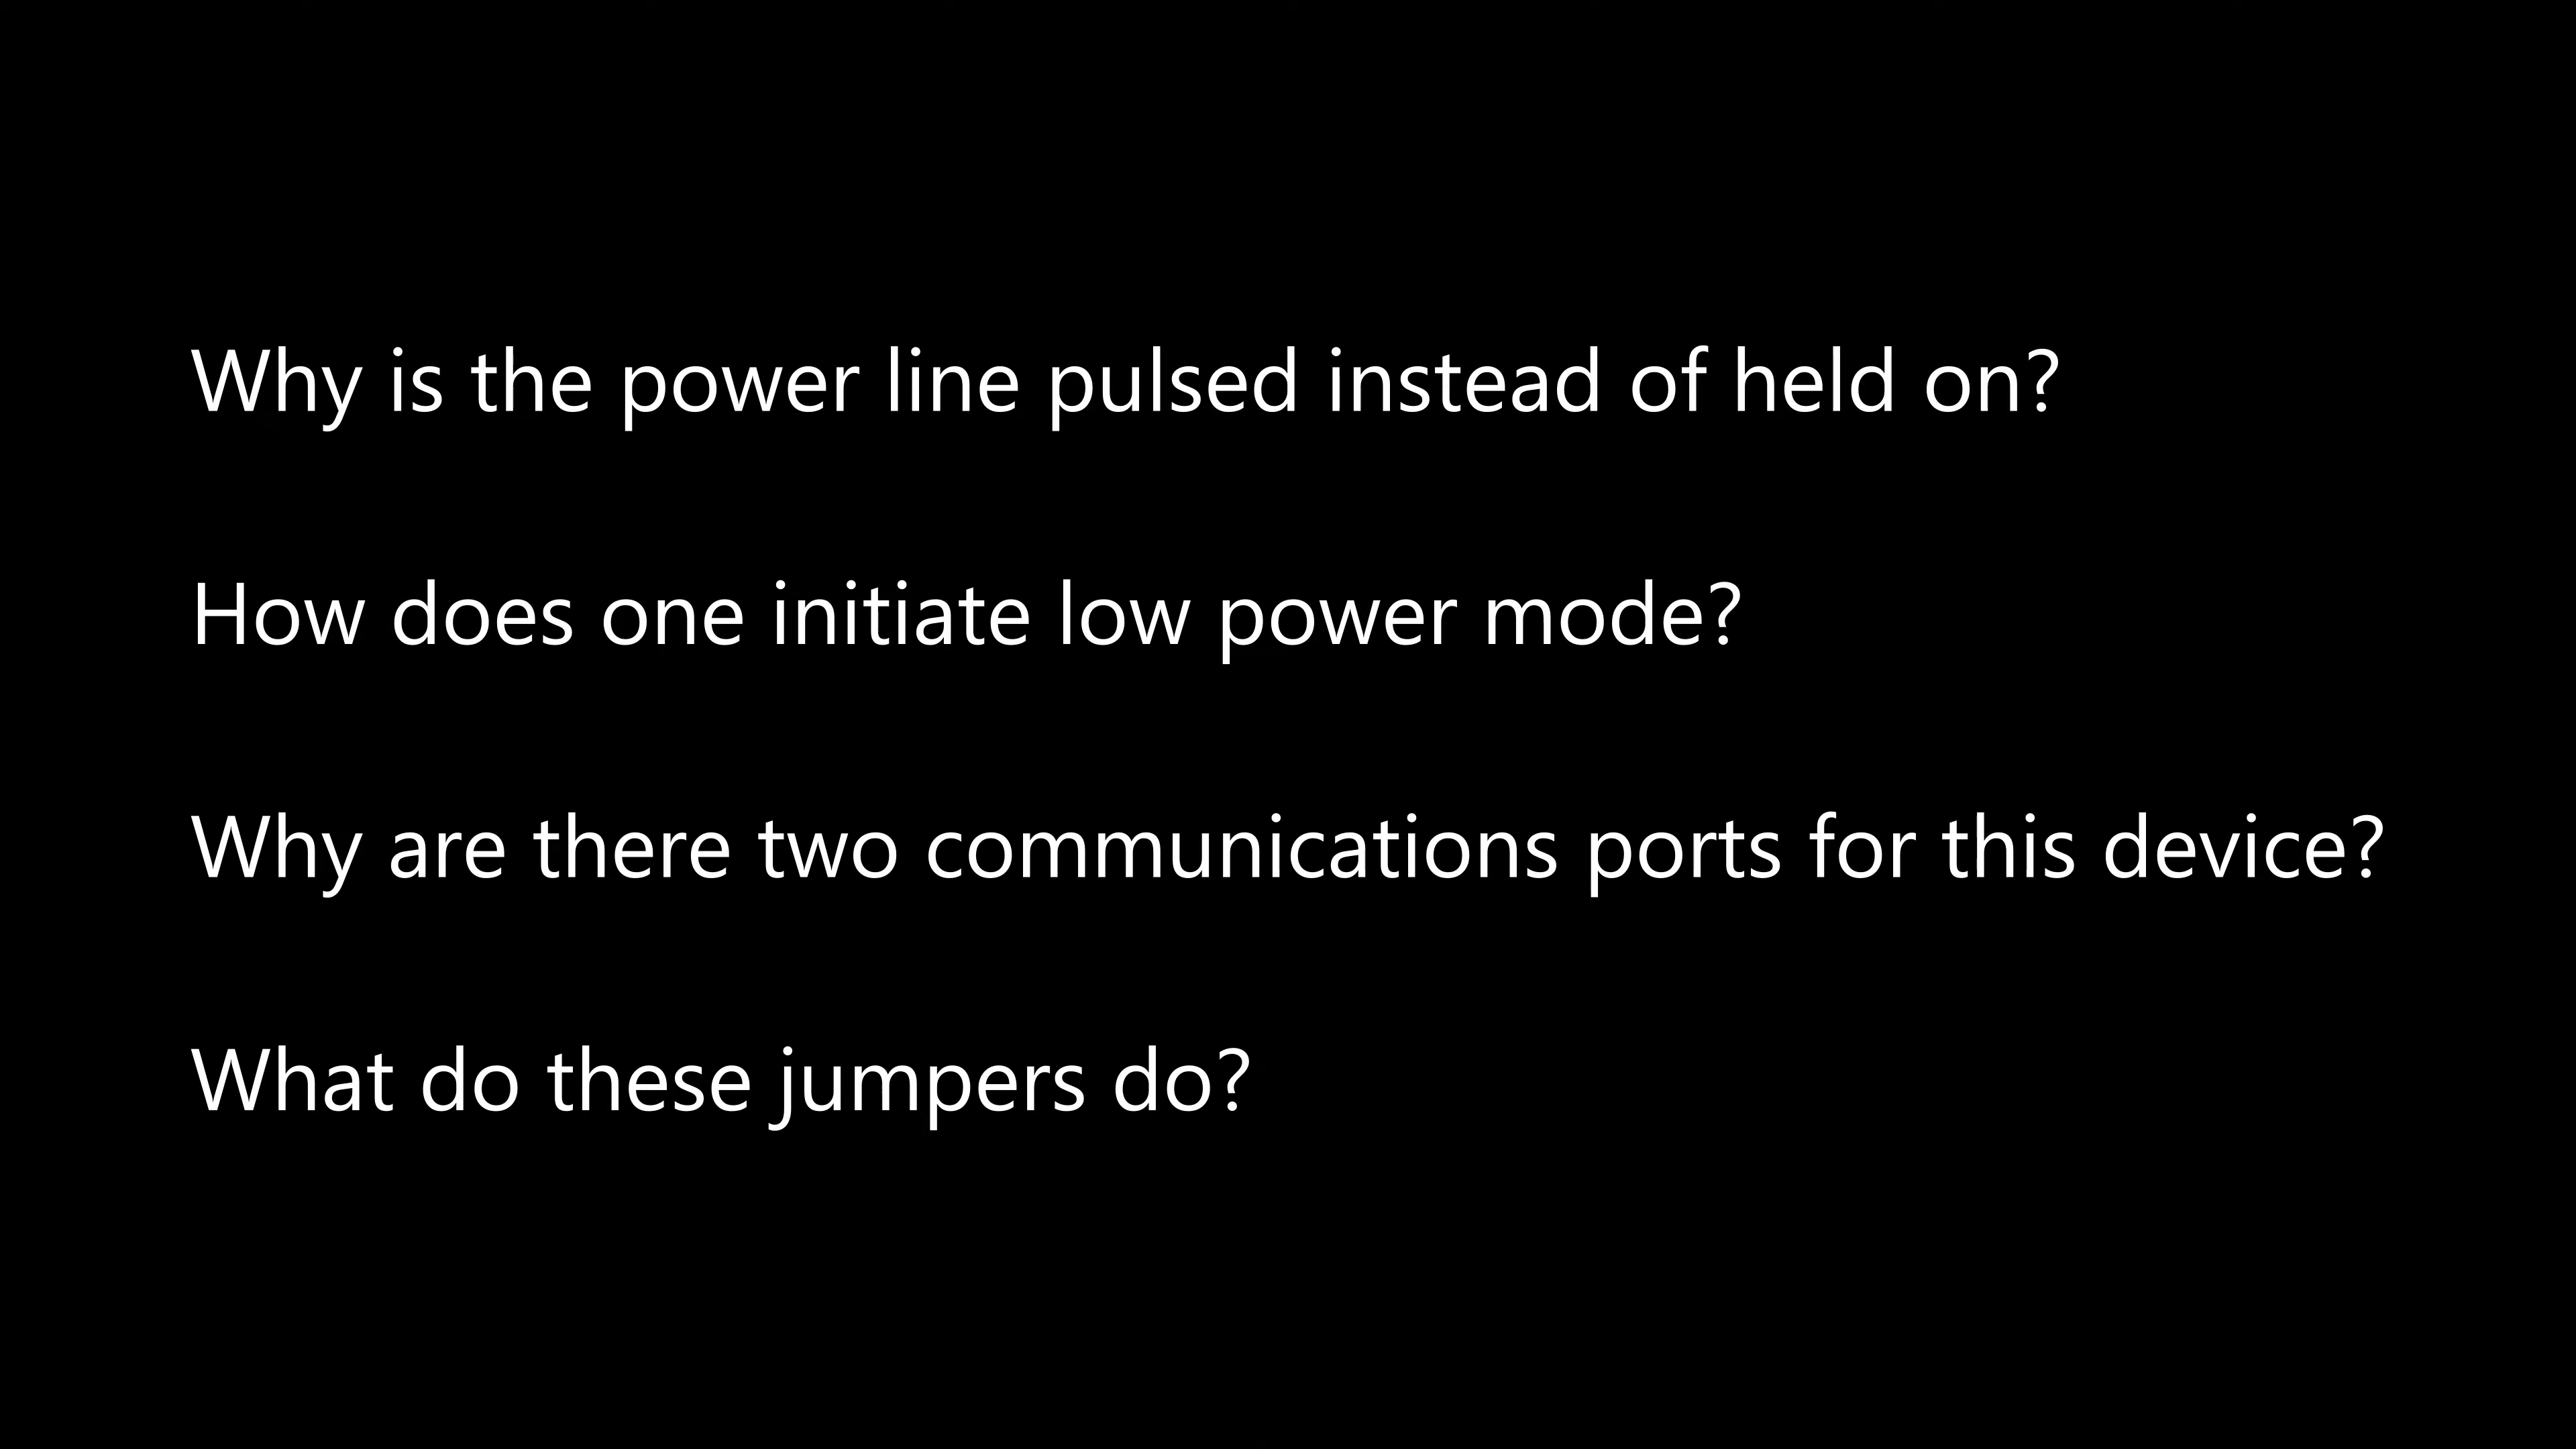 Why is the power line pulsed instead of held on?
How does one initiate low power mode?
Why are there two communications ports for this device?
What do these jumpers do?